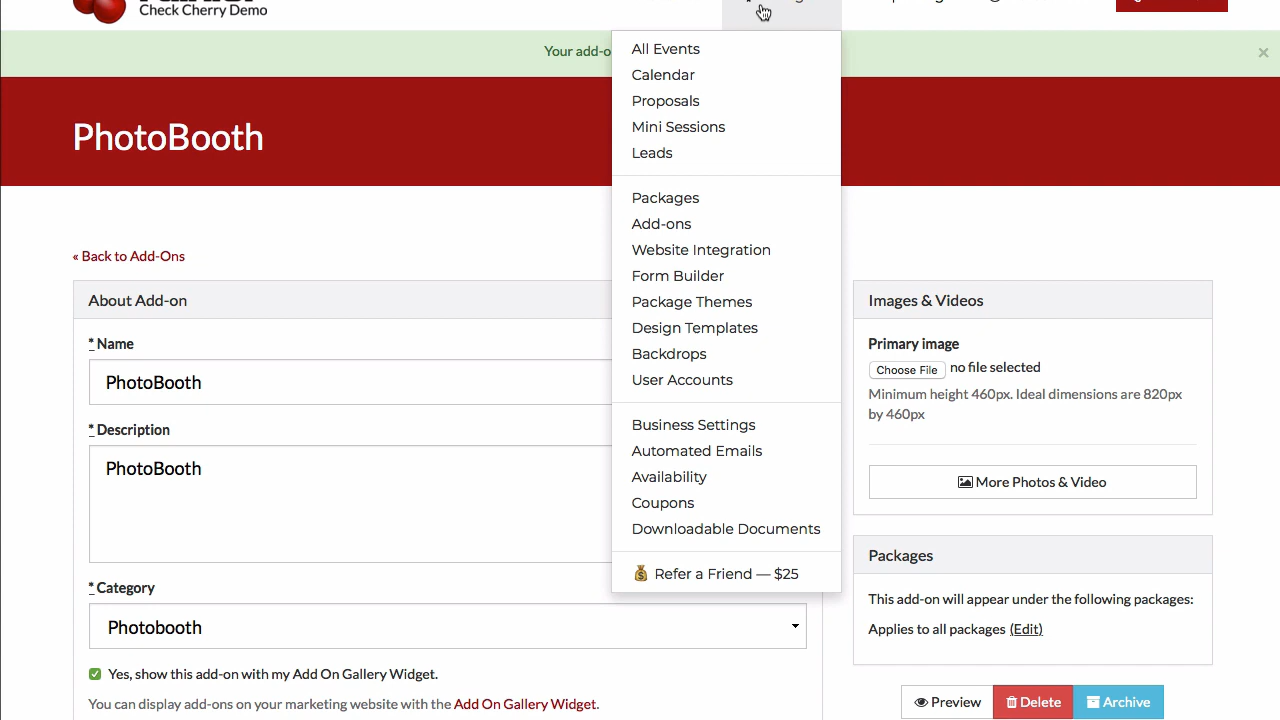 Check Cherry Demo
Your add-o
×
All Events
Calendar
Proposals
Mini Sessions
Leads
Packages
Add-ons
Website Integration
Form Builder
Package Themes
Design Templates
Backdrops
User Accounts
Business Settings
Automated Emails
Availability
Coupons
Downloadable Documents
Refer a Friend — $25
PhotoBooth
« Back to Add-Ons
About Add-on
* Name
PhotoBooth
* Description
PhotoBooth
* Category
Photobooth
Yes, show this add-on with my Add On Gallery Widget.
You can display add-ons on your marketing website with the Add On Gallery Widget.
Images & Videos
Primary image
Choose File no file selected
Minimum height 460px. Ideal dimensions are 820px
by 460px
More Photos & Video
Packages
This add-on will appear under the following packages:
Applies to all packages (Edit)
Preview Delete Archive